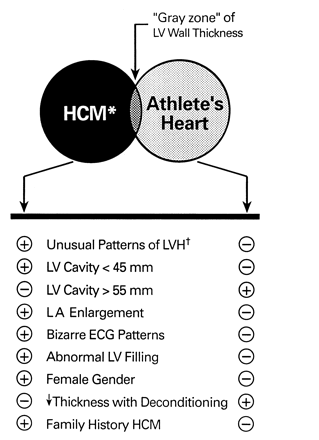 "Gray zone" of
LV Wall Thickness
HCM*
Athlete's
Heart
⊕ Unusual Patterns of LVH† ⊖
⊕ LV Cavity < 45 mm ⊖
⊖ LV Cavity > 55 mm ⊕
⊕ LA Enlargement ⊖
⊕ Bizarre ECG Patterns ⊖
⊕ Abnormal LV Filling ⊖
⊕ Female Gender ⊖
⊖ ↓Thickness with Deconditioning ⊕
⊕ Family History HCM ⊖